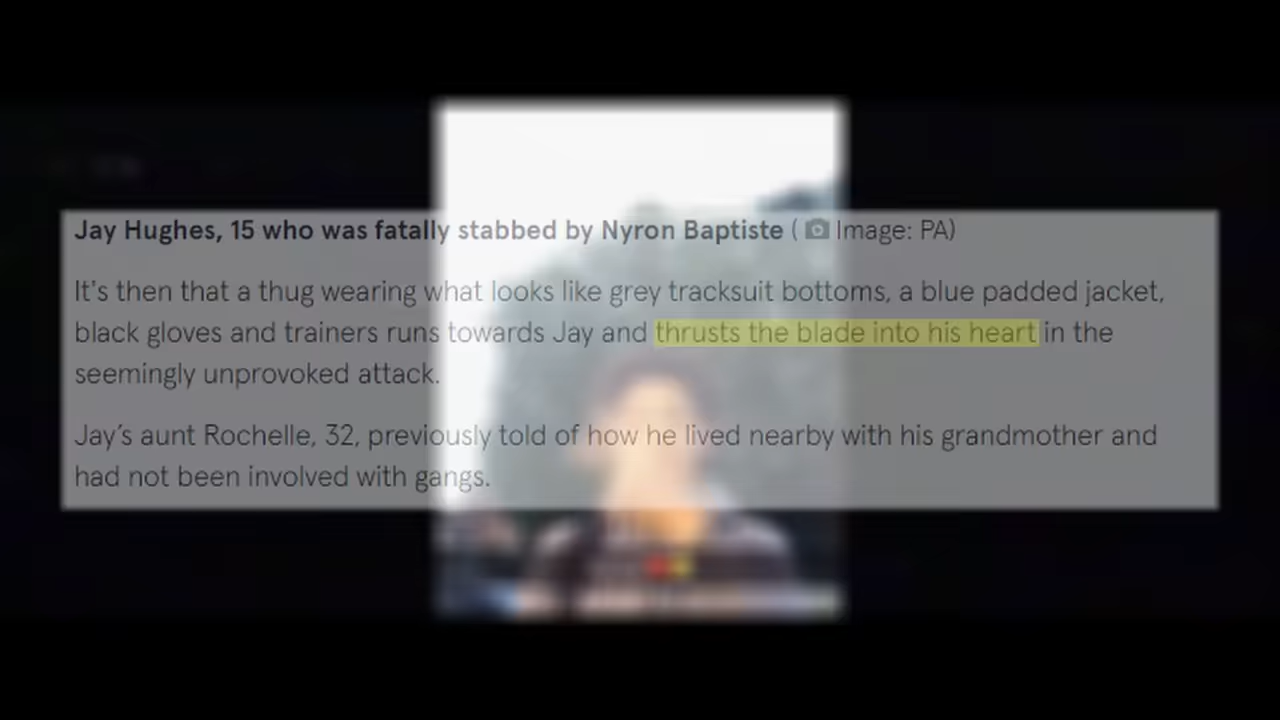 Jay Hughes, 15 who was fatally stabbed by Nyron Baptiste ( Image: PA)
It's then that a thug wearing what looks like grey tracksuit bottoms, a blue padded jacket,
black gloves and trainers runs towards Jay and thrusts the blade into his heart in the
seemingly unprovoked attack.
Jay’s aunt Rochelle, 32, previously told of how he lived nearby with his grandmother and
had not been involved with gangs.